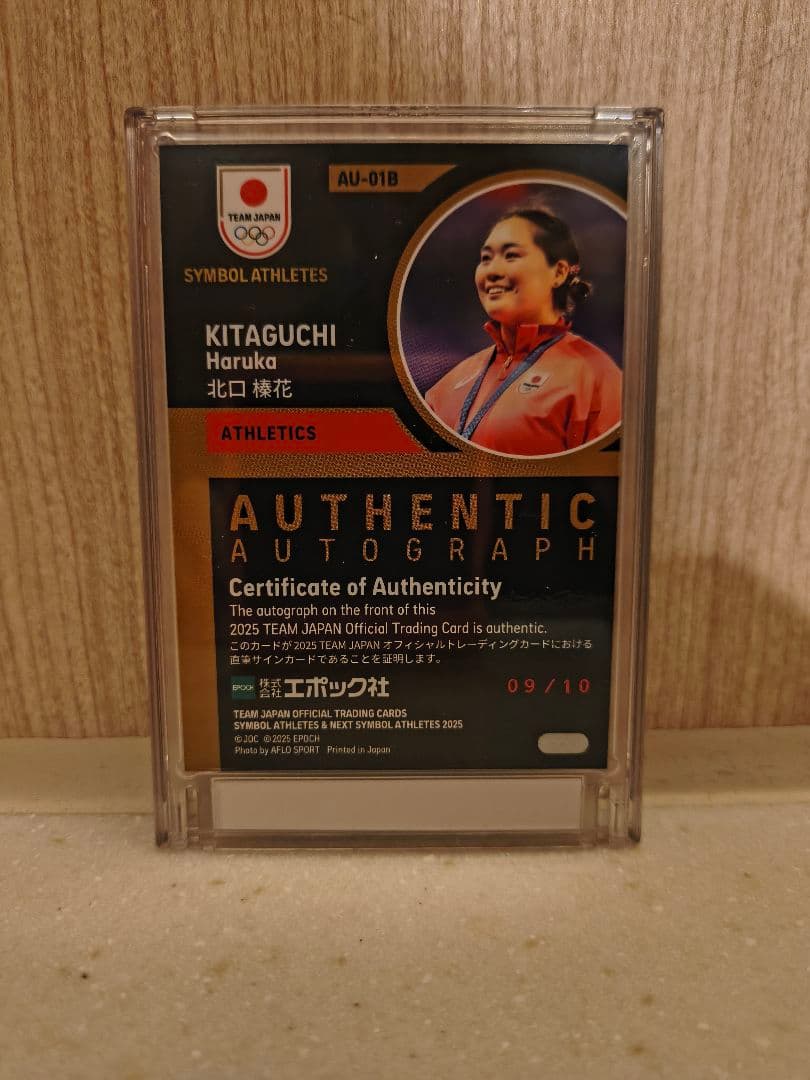 AU-01B
TEAM JAPAN
SYMBOL ATHLETES
KITAGUCHI
Haruka
北口 榛花
ATHLETICS
AUTHENTIC
AUTOGRAPH
Certificate of Authenticity
The autograph on the front of this
2025 TEAM JAPAN Official Trading Card is authentic.
このカードが2025 TEAM JAPAN オフィシャルトレーディングカードにおける
直筆サインカードであることを証明します。
EPOCH 株式会社エポック社
09/10
TEAM JAPAN OFFICIAL TRADING CARDS
SYMBOL ATHLETES & NEXT SYMBOL ATHLETES 2025
©JOC ©2025 EPOCH
Photo by AFLO SPORT Printed in Japan